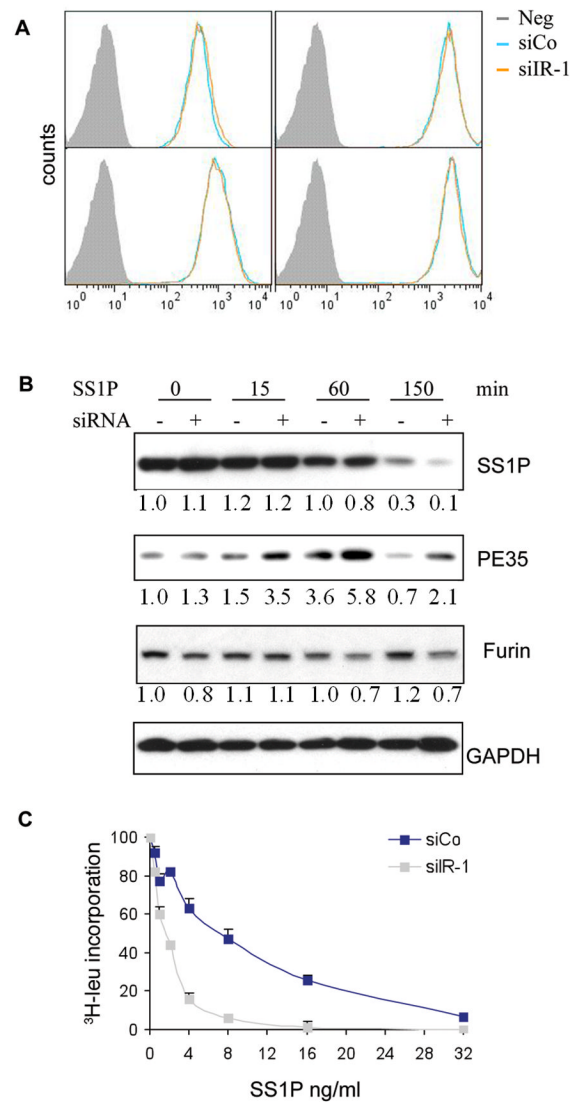 A
Neg
siCo
siIR-1
counts
10⁰ 10¹ 10² 10³ 10⁴ 10⁰ 10¹ 10² 10³ 10⁴
B
SS1P 0 15 60 150 min
siRNA - + - + - + - +
SS1P
1.0 1.1 1.2 1.2 1.0 0.8 0.3 0.1
PE35
1.0 1.3 1.5 3.5 3.6 5.8 0.7 2.1
Furin
1.0 0.8 1.1 1.1 1.0 0.7 1.2 0.7
GAPDH
C
siCo
siIR-1
³H-leu incorporation
100
80
60
40
20
0
0 4 8 12 16 20 24 28 32
SS1P ng/ml